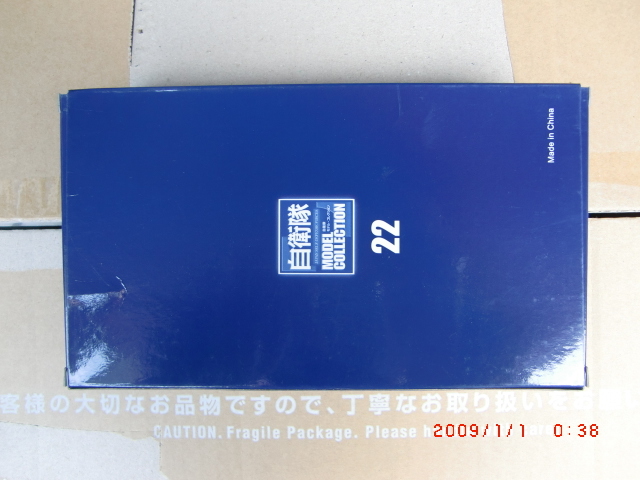 自衛隊
MODEL
COLLECTION
22
Made in China
客様の大切なお品物ですので、丁寧なお取り扱いをお
CAUTION. Fragile Package. Please
2009/1/1 0:38